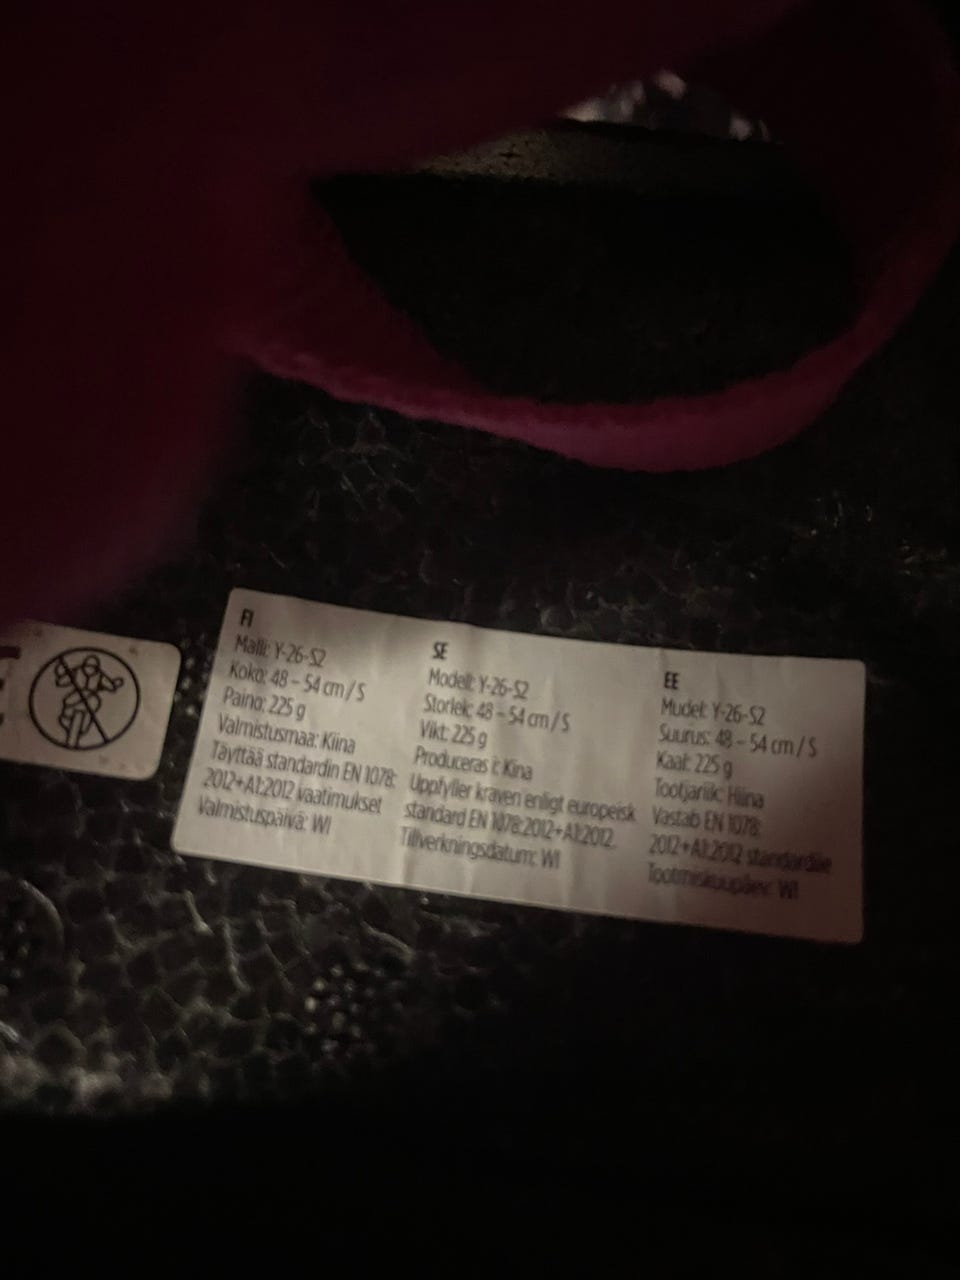 FI
Malli: Y-26-S2
Koko: 48 – 54 cm / S
Paino: 225 g
Valmistusmaa: Kiina
Täyttää standardin EN 1078:
2012+A1:2012 vaatimukset
Valmistuspäivä: WI
SE
Modell: Y-26-S2
Storlek: 48 – 54 cm / S
Vikt: 225 g
Produceras i: Kina
Uppfyller kraven enligt europeisk
standard EN 1078:2012+A1:2012.
Tillverkningsdatum: WI
EE
Mudel: Y-26-S2
Suurus: 48 – 54 cm / S
Kaal: 225 g
Tootjariik: Hiina
Vastab EN 1078:
2012+A1:2012 standardile
Tootmiskuupäev: WI